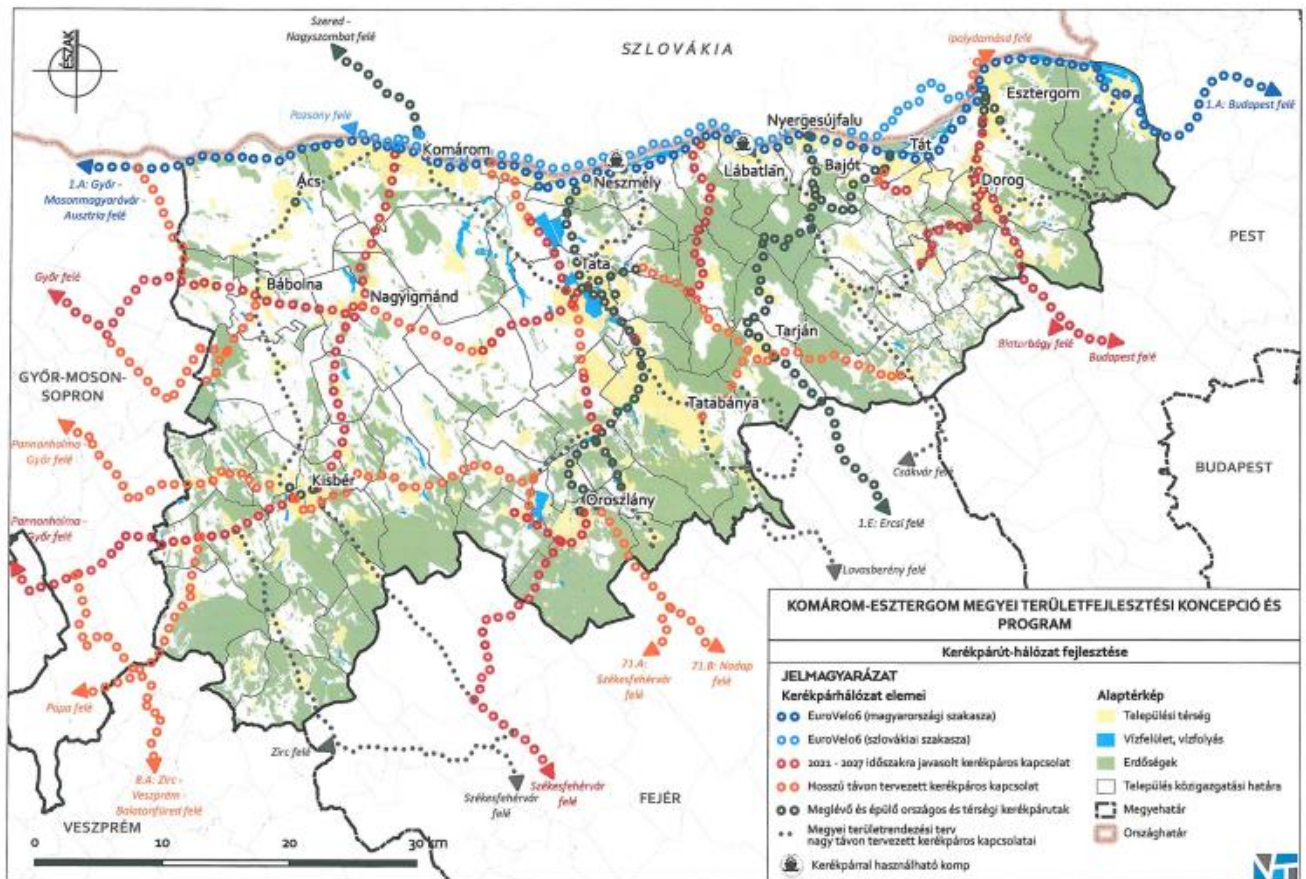 ÉSZAK
Szered -
Nagyszombat felé
SZLOVÁKIA
Ipolydamásd felé
Esztergom
1.A: Budapest felé
Pozsony felé
Nyergesújfalu
Komárom
Tát
Lábatlan
Bajót
Neszmély
Dorog
Ács
1.A: Győr -
Mosonmagyaróvár -
Ausztria felé
PEST
Győr felé
Bábolna
Tata
Nagyigmánd
Tarján
Biaturbágy felé
Budapest felé
GYŐR-MOSON-
SOPRON
Tatabánya
Pannonhalma -
Győr felé
Csákvár felé
BUDAPEST
Kisbér
Oroszlány
1.E: Ercsi felé
Pannonhalma -
Győr felé
Lovasberény felé
71.A:
Székesfehérvár
felé
71.B: Nadap
felé
Pápa felé
Zirc felé
8.A: Zirc -
Veszprém -
Balatonfüred felé
Székesfehérvár
felé
Székesfehérvár
felé
FEJÉR
VESZPRÉM
0 10 20 30 km
KOMÁROM-ESZTERGOM MEGYEI TERÜLETFEJLESZTÉSI KONCEPCIÓ ÉS
PROGRAM
Kerékpárút-hálózat fejlesztése
JELMAGYARÁZAT
Kerékpárhálózat elemei
EuroVelo6 (magyarországi szakasza)
EuroVelo6 (szlovákiai szakasza)
2021 - 2027 időszakra javasolt kerékpáros kapcsolat
Hosszú távon tervezett kerékpáros kapcsolat
Meglévő és épülő országos és térségi kerékpárutak
Megyei területrendezési terv
nagy távon tervezett kerékpáros kapcsolatai
Kerékpárral használható komp
Alaptérkép
Települési térség
Vízfelület, vízfolyás
Erdőségek
Település közigazgatási határa
Megyehatár
Országhatár